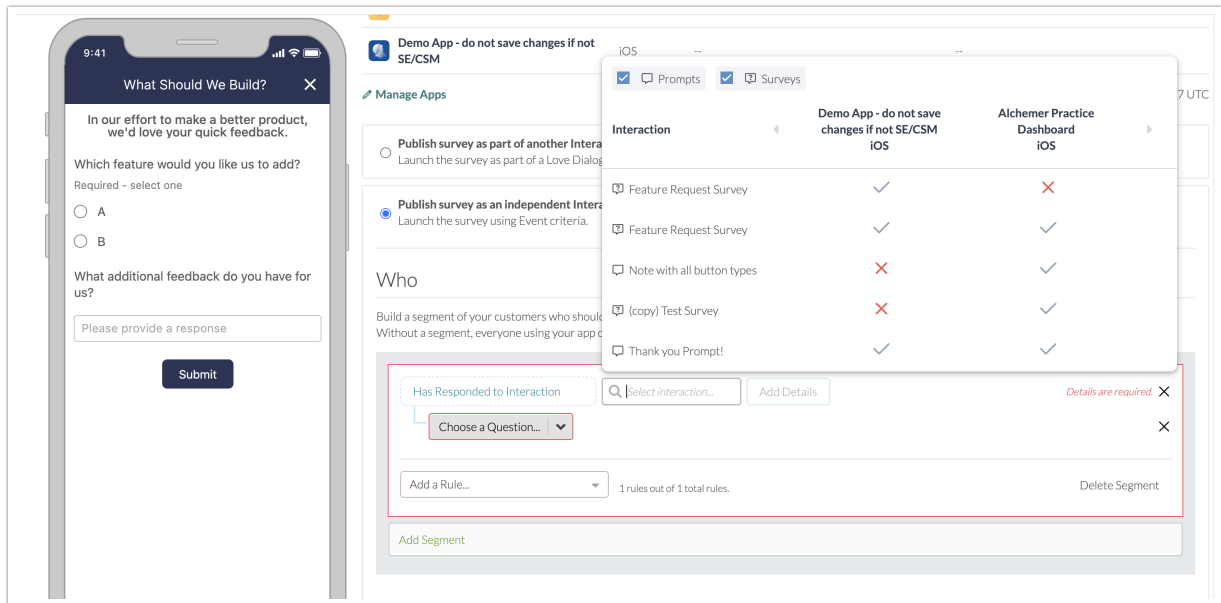 9:41
What Should We Build?
In our effort to make a better product,
we'd love your quick feedback.
Which feature would you like us to add?
Required - select one
A
B
What additional feedback do you have for
us?
Please provide a response
Submit
Demo App - do not save changes if not
SE/CSM
iOS
--
--
Manage Apps
7 UTC
Publish survey as part of another Intera
Launch the survey as part of a Love Dialog
Publish survey as an independent Intera
Launch the survey using Event criteria.
Who
Build a segment of your customers who shoul
Without a segment, everyone using your app c
Prompts
Surveys
Interaction
Demo App - do not save
changes if not SE/CSM
iOS
Alchemer Practice
Dashboard
iOS
Feature Request Survey
Feature Request Survey
Note with all button types
(copy) Test Survey
Thank you Prompt!
Has Responded to Interaction
Select interaction...
Add Details
Details are required.
Choose a Question...
Add a Rule...
1 rules out of 1 total rules.
Delete Segment
Add Segment